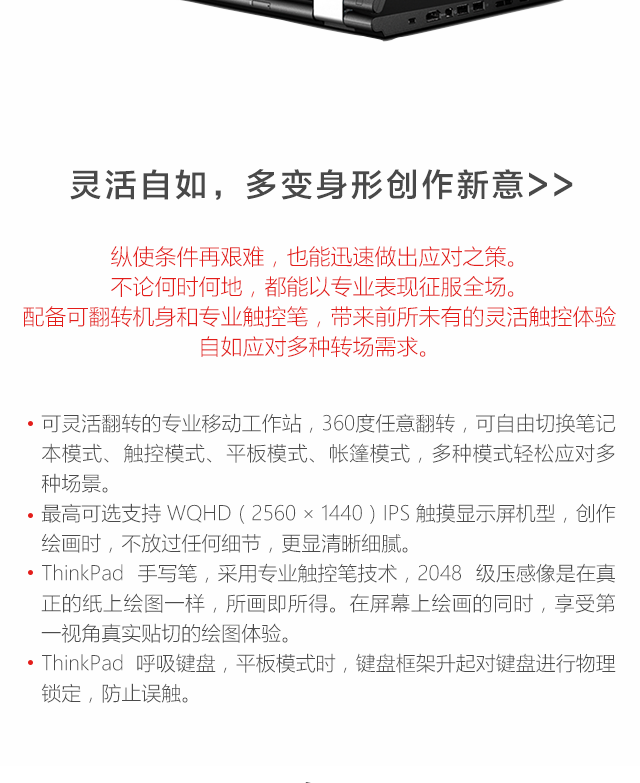 灵活自如，多变身形创作新意>>
纵使条件再艰难，也能迅速做出应对之策。
不论何时何地，都能以专业表现征服全场。
配备可翻转机身和专业触控笔，带来前所未有的灵活触控体验
自如应对多种转场需求。
• 可灵活翻转的专业移动工作站，360度任意翻转，可自由切换笔记
本模式、触控模式、平板模式、帐篷模式，多种模式轻松应对多
种场景。
• 最高可选支持 WQHD（2560 × 1440）IPS 触摸显示屏机型，创作
绘画时，不放过任何细节，更显清晰细腻。
• ThinkPad 手写笔，采用专业触控笔技术，2048 级压感像是在真
正的纸上绘图一样，所画即所得。在屏幕上绘画的同时，享受第
一视角真实贴切的绘图体验。
• ThinkPad 呼吸键盘，平板模式时，键盘框架升起对键盘进行物理
锁定，防止误触。